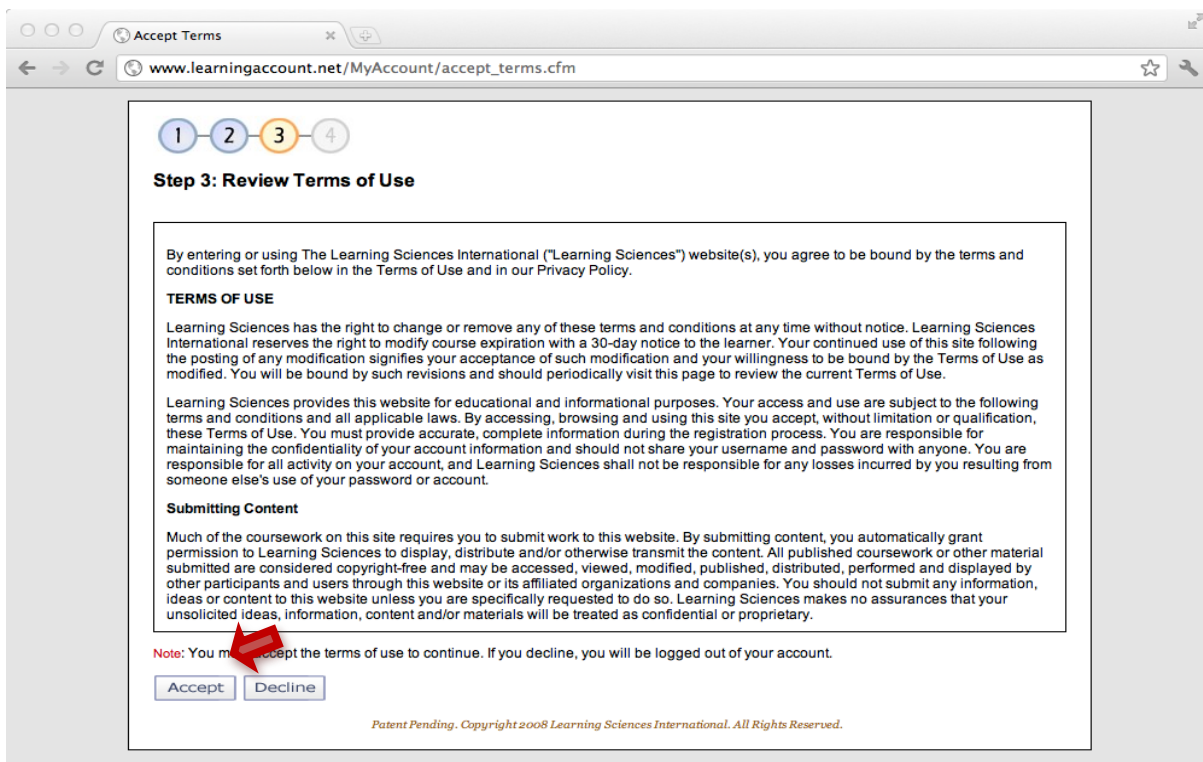 Accept Terms
www.learningaccount.net/MyAccount/accept_terms.cfm
1 2 3 4
Step 3: Review Terms of Use
By entering or using The Learning Sciences International ("Learning Sciences") website(s), you agree to be bound by the terms and
conditions set forth below in the Terms of Use and in our Privacy Policy.
TERMS OF USE
Learning Sciences has the right to change or remove any of these terms and conditions at any time without notice. Learning Sciences
International reserves the right to modify course expiration with a 30-day notice to the learner. Your continued use of this site following
the posting of any modification signifies your acceptance of such modification and your willingness to be bound by the Terms of Use as
modified. You will be bound by such revisions and should periodically visit this page to review the current Terms of Use.
Learning Sciences provides this website for educational and informational purposes. Your access and use are subject to the following
terms and conditions and all applicable laws. By accessing, browsing and using this site you accept, without limitation or qualification,
these Terms of Use. You must provide accurate, complete information during the registration process. You are responsible for
maintaining the confidentiality of your account information and should not share your username and password with anyone. You are
responsible for all activity on your account, and Learning Sciences shall not be responsible for any losses incurred by you resulting from
someone else's use of your password or account.
Submitting Content
Much of the coursework on this site requires you to submit work to this website. By submitting content, you automatically grant
permission to Learning Sciences to display, distribute and/or otherwise transmit the content. All published coursework or other material
submitted are considered copyright-free and may be accessed, viewed, modified, published, distributed, performed and displayed by
other participants and users through this website or its affiliated organizations and companies. You should not submit any information,
ideas or content to this website unless you are specifically requested to do so. Learning Sciences makes no assurances that your
unsolicited ideas, information, content and/or materials will be treated as confidential or proprietary.
Note: You accept the terms of use to continue. If you decline, you will be logged out of your account.
Accept Decline
Patent Pending. Copyright 2008 Learning Sciences International. All Rights Reserved.